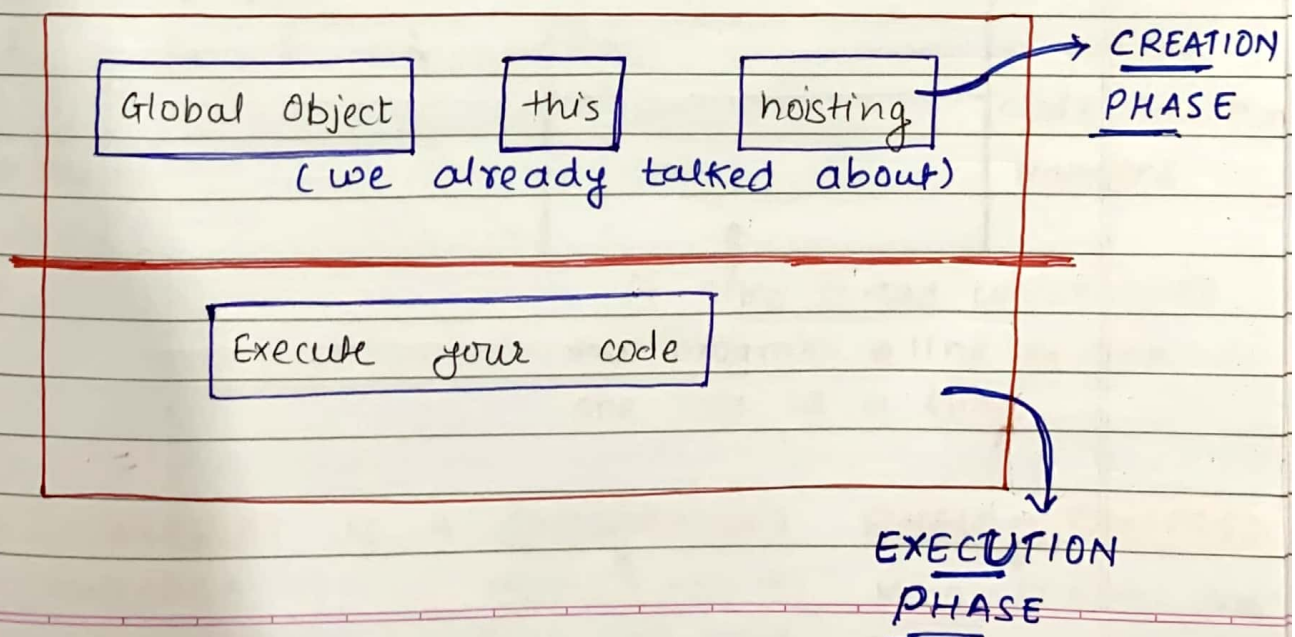 Global Object this hoisting CREATION
PHASE
(we already talked about)
Execute your code
EXECUTION
PHASE